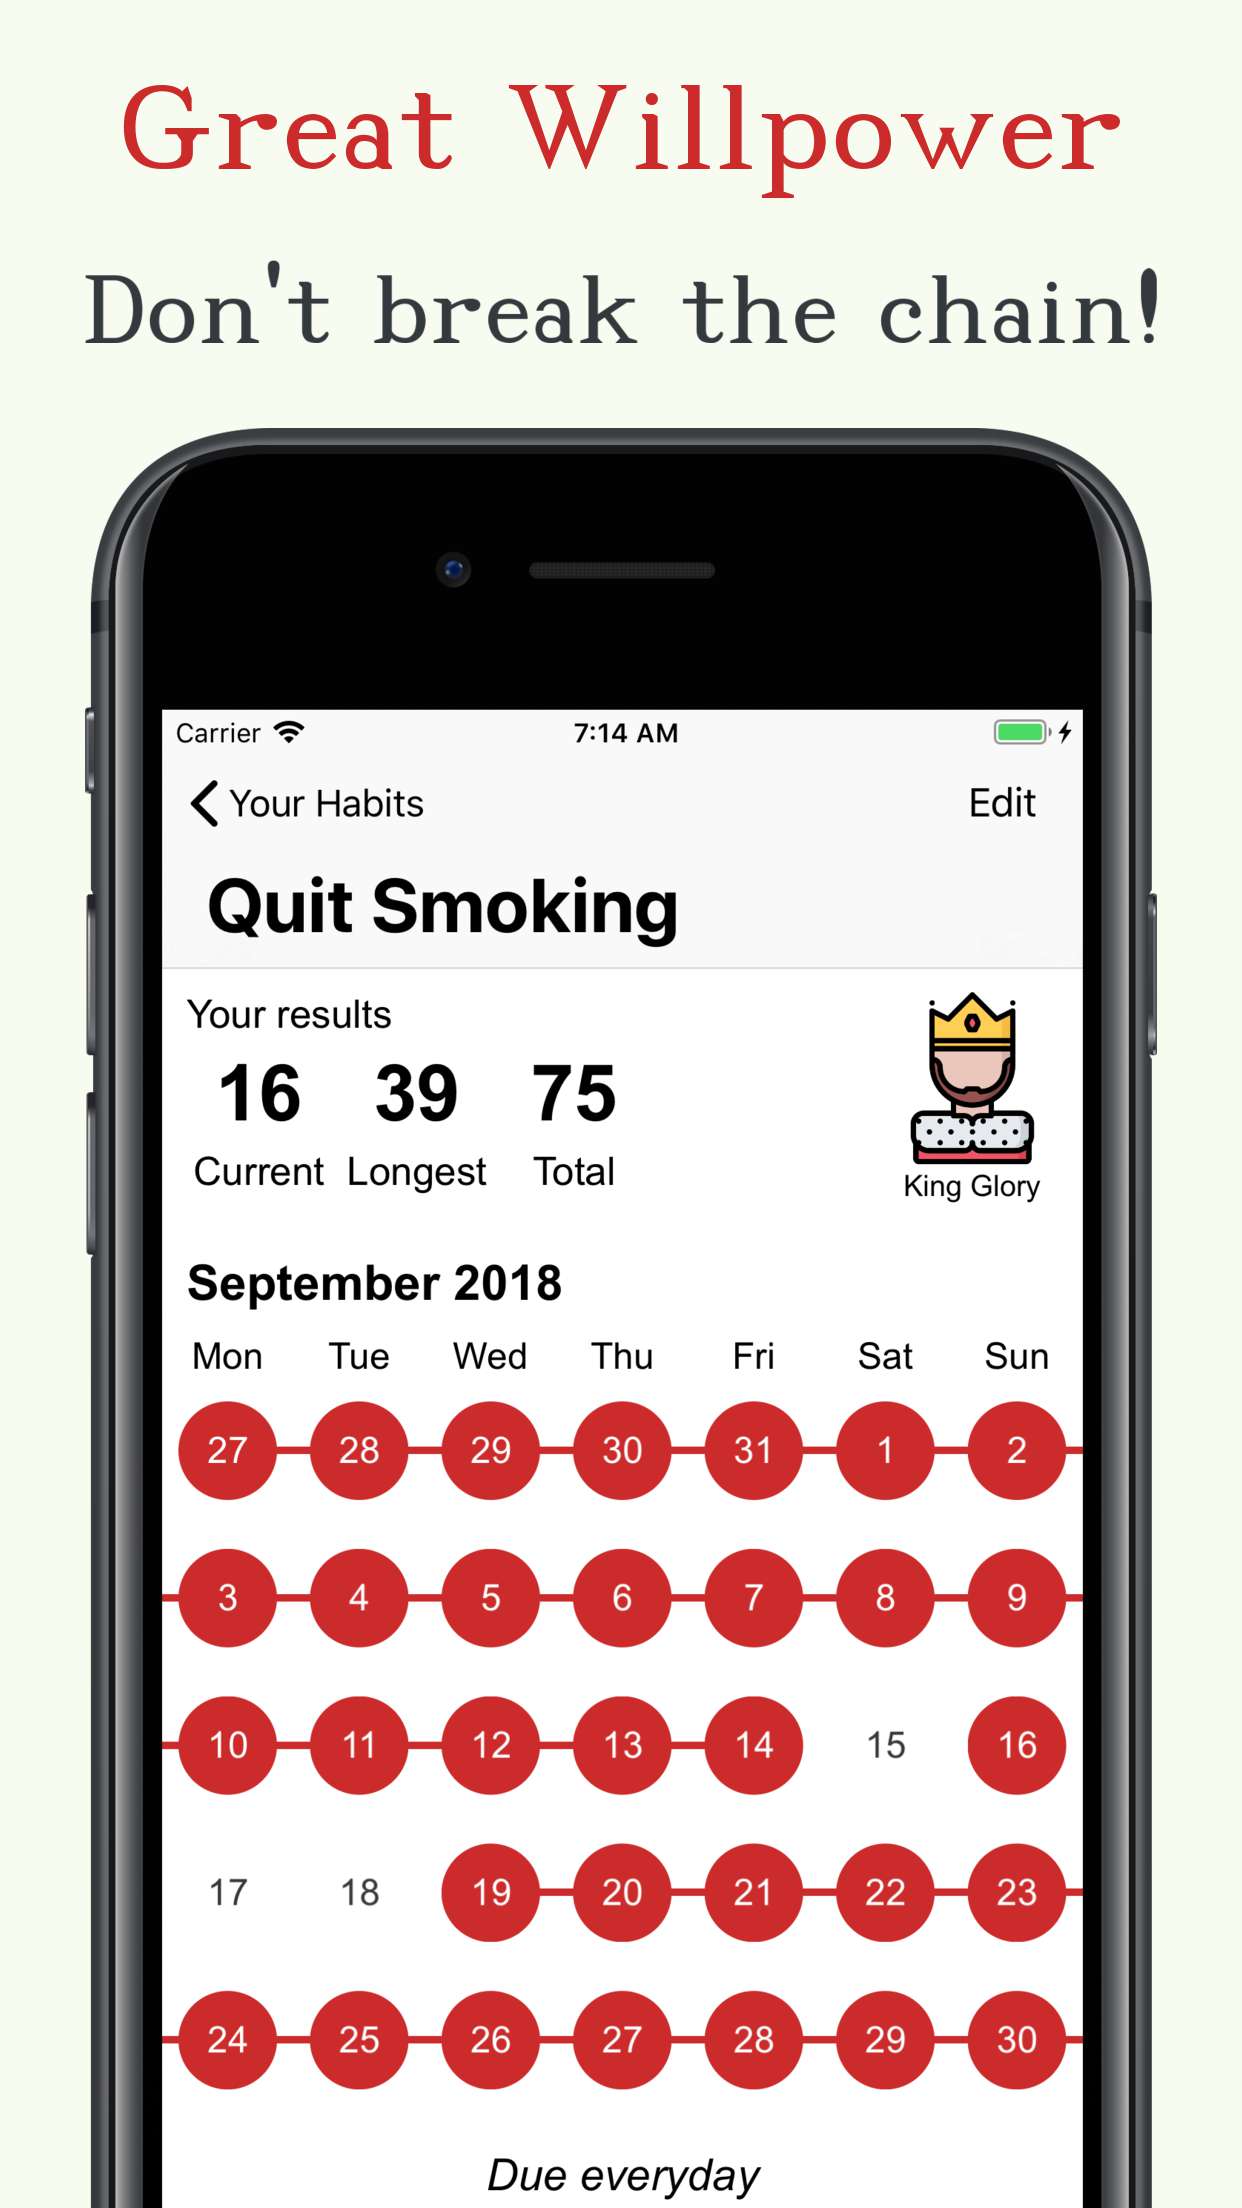 Great Willpower
Don't break the chain!
Carrier 7:14 AM
Your Habits Edit
Quit Smoking
Your results
16 39 75
Current Longest Total
King Glory
September 2018
Mon Tue Wed Thu Fri Sat Sun
27 28 29 30 31 1 2
3 4 5 6 7 8 9
10 11 12 13 14 15 16
17 18 19 20 21 22 23
24 25 26 27 28 29 30
Due everyday